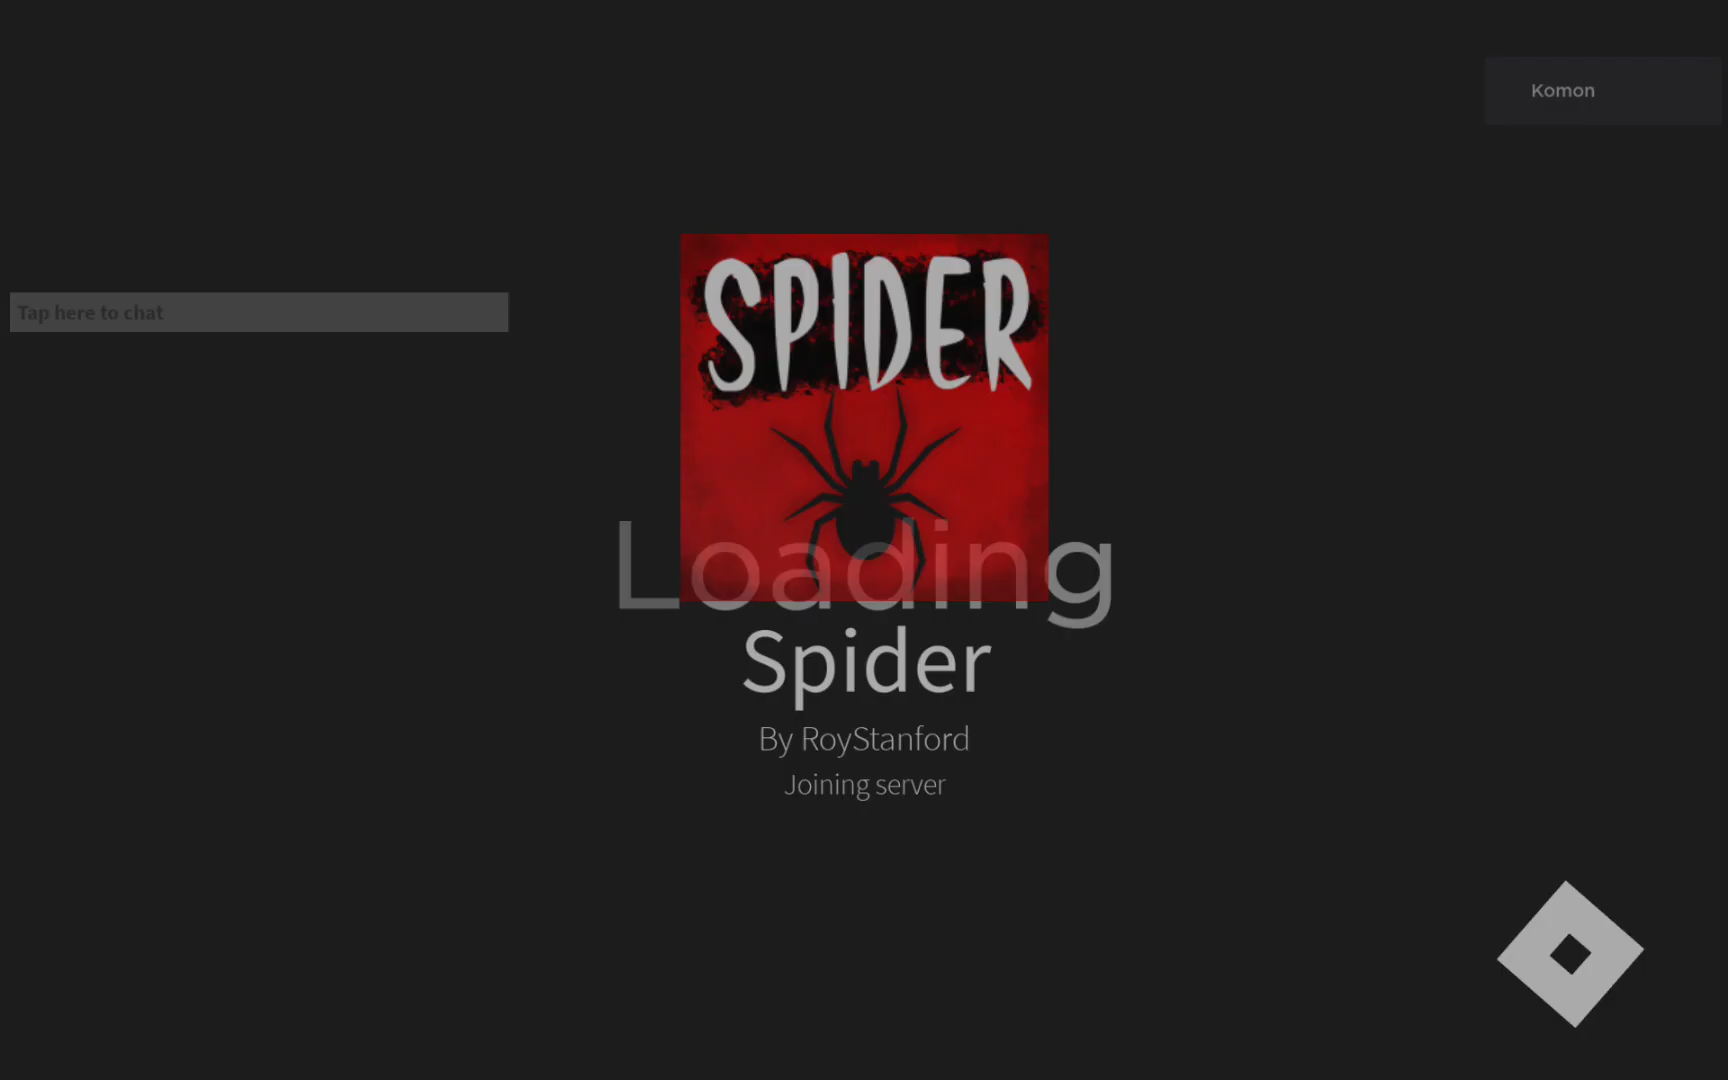 Komon
Tap here to chat
SPIDER
Loading
Spider
By RoyStanford
Joining server